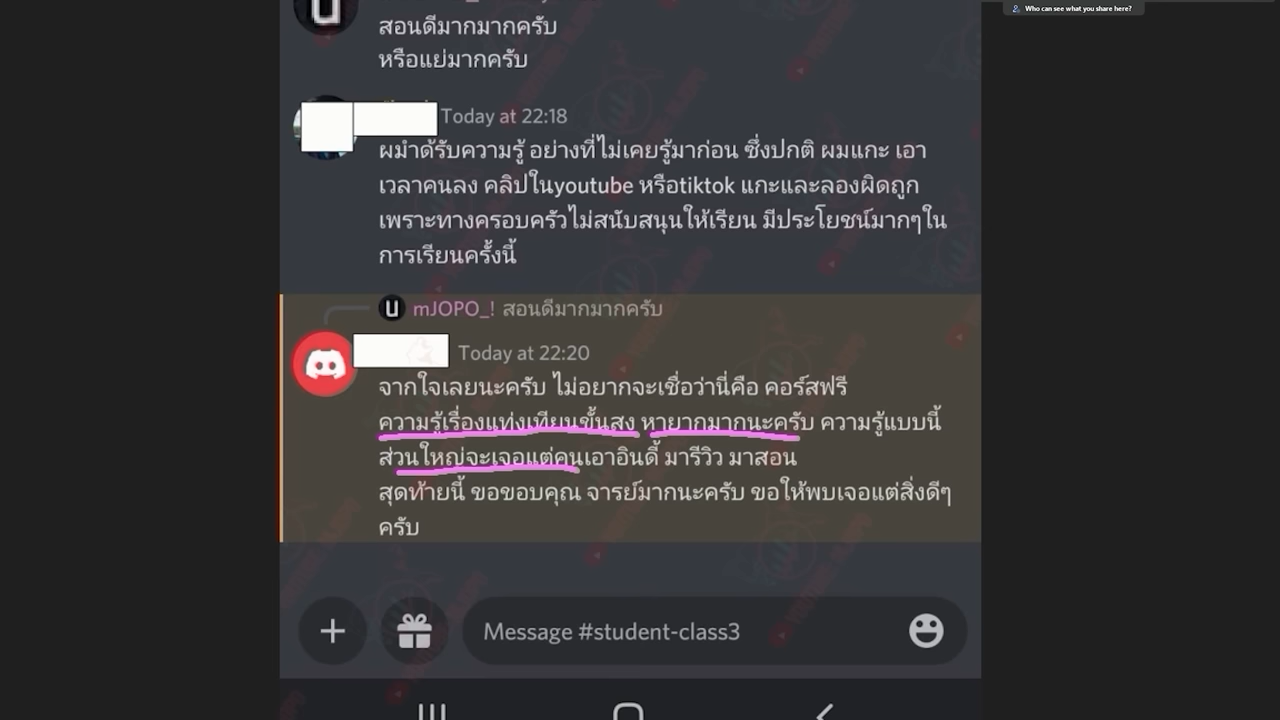 Who can see what you share here?
สอนดีมากมากครับ
หรือแย่มากครับ
Today at 22:18
ผมำด้รับความรู้ อย่างที่ไม่เคยรู้มาก่อน ซึ่งปกติ ผมแกะ เอา
เวลาคนลง คลิปในyoutube หรือtiktok แกะและลองผิดถูก
เพราะทางครอบครัวไม่สนับสนุนให้เรียน มีประโยชน์มากๆใน
การเรียนครั้งนี้
mJOPO_! สอนดีมากมากครับ
Today at 22:20
จากใจเลยนะครับ ไม่อยากจะเชื่อว่านี่คือ คอร์สฟรี
ความรู้เรื่องแท่งเทียนขั้นสูง หายากมากนะครับ ความรู้แบบนี้
ส่วนใหญ่จะเจอแต่คนเอาอินดี้ มารีวิว มาสอน
สุดท้ายนี้ ขอขอบคุณ จารย์มากนะครับ ขอให้พบเจอแต่สิ่งดีๆ
ครับ
Message #student-class3